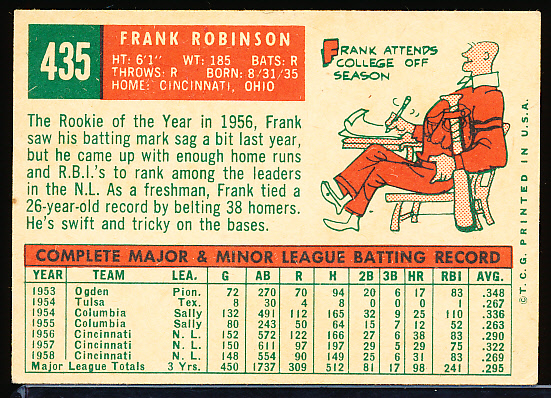 435
FRANK ROBINSON
HT: 6'1" WT: 185 BATS: R
THROWS: R BORN: 8/31/35
HOME: CINCINNATI, OHIO
FRANK ATTENDS
COLLEGE OFF
SEASON
The Rookie of the Year in 1956, Frank
saw his batting mark sag a bit last year,
but he came up with enough home runs
and R.B.I.'s to rank among the leaders
in the N.L. As a freshman, Frank tied a
26-year-old record by belting 38 homers.
He's swift and tricky on the bases.
COMPLETE MAJOR & MINOR LEAGUE BATTING RECORD
YEAR TEAM LEA. G AB R H 2B 3B HR RBI AVG.
1953 Ogden Pion. 72 270 70 94 20 6 17 83 .348
1954 Tulsa Tex. 8 30 4 8 0 0 0 1 .267
1954 Columbia Sally 132 491 112 165 32 9 25 110 .336
1955 Columbia Sally 80 243 50 64 15 7 12 52 .263
1956 Cincinnati N. L. 152 572 122 166 27 6 38 83 .290
1957 Cincinnati N. L. 150 611 97 197 29 5 29 75 .322
1958 Cincinnati N. L. 148 554 90 149 25 6 31 83 .269
Major League Totals 3 Yrs. 450 1737 309 512 81 17 98 241 .295
© T.C.G. PRINTED IN U.S.A.